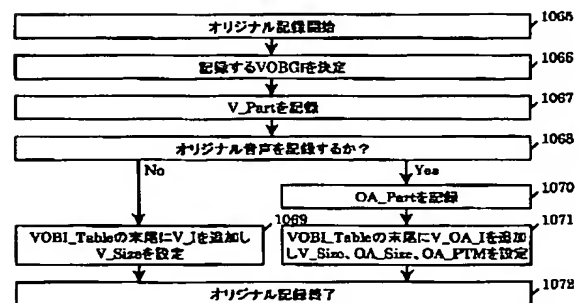 オリジナル記録開始 1065
記録するVOBGIを決定 1066
V_Partを記録 1067
オリジナル音声を記録するか? 1068
No Yes
OA_Partを記録 1070
VOBI_Tableの末尾にV_Iを追加し 1069
V_Sizeを設定
VOBI_Tableの末尾にV_OA_Iを追加 1071
しV_Size、OA_Size、OA_PTMを設定
オリジナル記録終了 1072